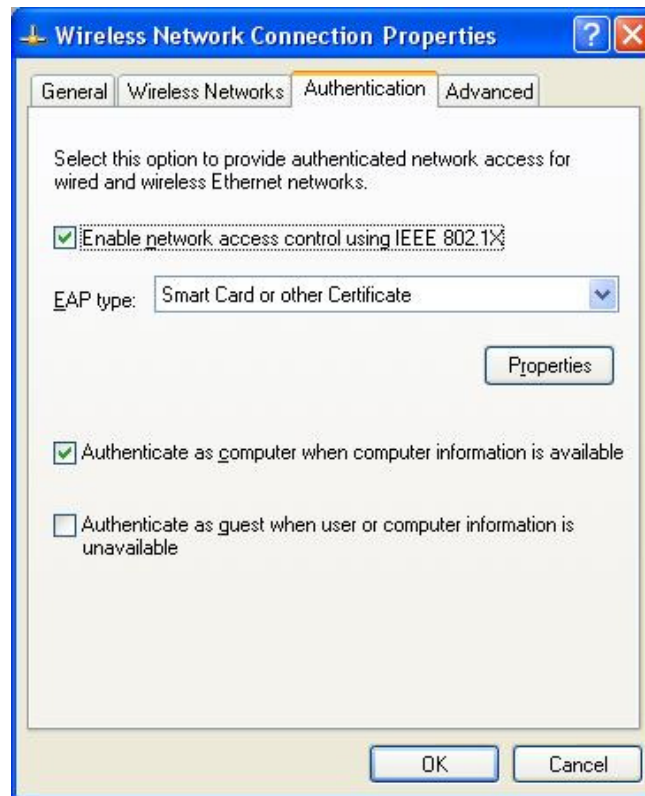 Wireless Network Connection Properties
General Wireless Networks Authentication Advanced
Select this option to provide authenticated network access for
wired and wireless Ethernet networks.
Enable network access control using IEEE 802.1X
EAP type: Smart Card or other Certificate
Properties
Authenticate as computer when computer information is available
Authenticate as guest when user or computer information is
unavailable
OK Cancel